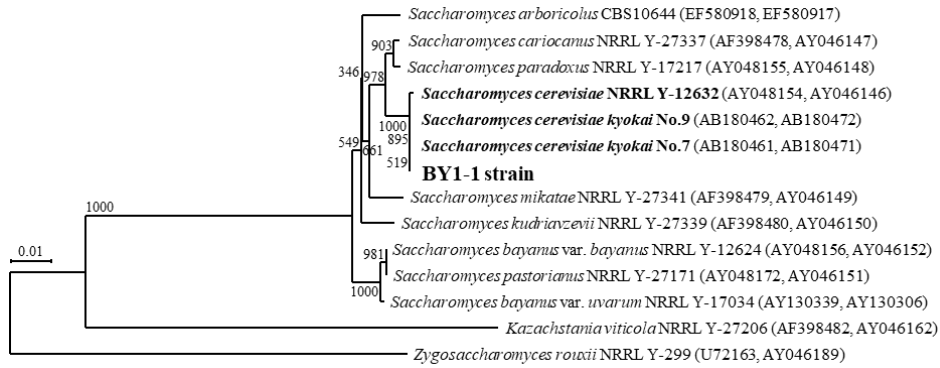 Saccharomyces arboricolus CBS10644 (EF580918, EF580917)
903
Saccharomyces cariocanus NRRL Y-27337 (AF398478, AY046147)
346
978
Saccharomyces paradoxus NRRL Y-17217 (AY048155, AY046148)
Saccharomyces cerevisiae NRRL Y-12632 (AY048154, AY046146)
1000
Saccharomyces cerevisiae kyokai No.9 (AB180462, AB180472)
549
661
895
Saccharomyces cerevisiae kyokai No.7 (AB180461, AB180471)
519
BY1-1 strain
Saccharomyces mikatae NRRL Y-27341 (AF398479, AY046149)
1000
Saccharomyces kudriavzevii NRRL Y-27339 (AF398480, AY046150)
0.01
981
Saccharomyces bayanus var. bayanus NRRL Y-12624 (AY048156, AY046152)
Saccharomyces pastorianus NRRL Y-27171 (AY048172, AY046151)
1000
Saccharomyces bayanus var. uvarum NRRL Y-17034 (AY130339, AY130306)
Kazachstania viticola NRRL Y-27206 (AF398482, AY046162)
Zygosaccharomyces rouxii NRRL Y-299 (U72163, AY046189)